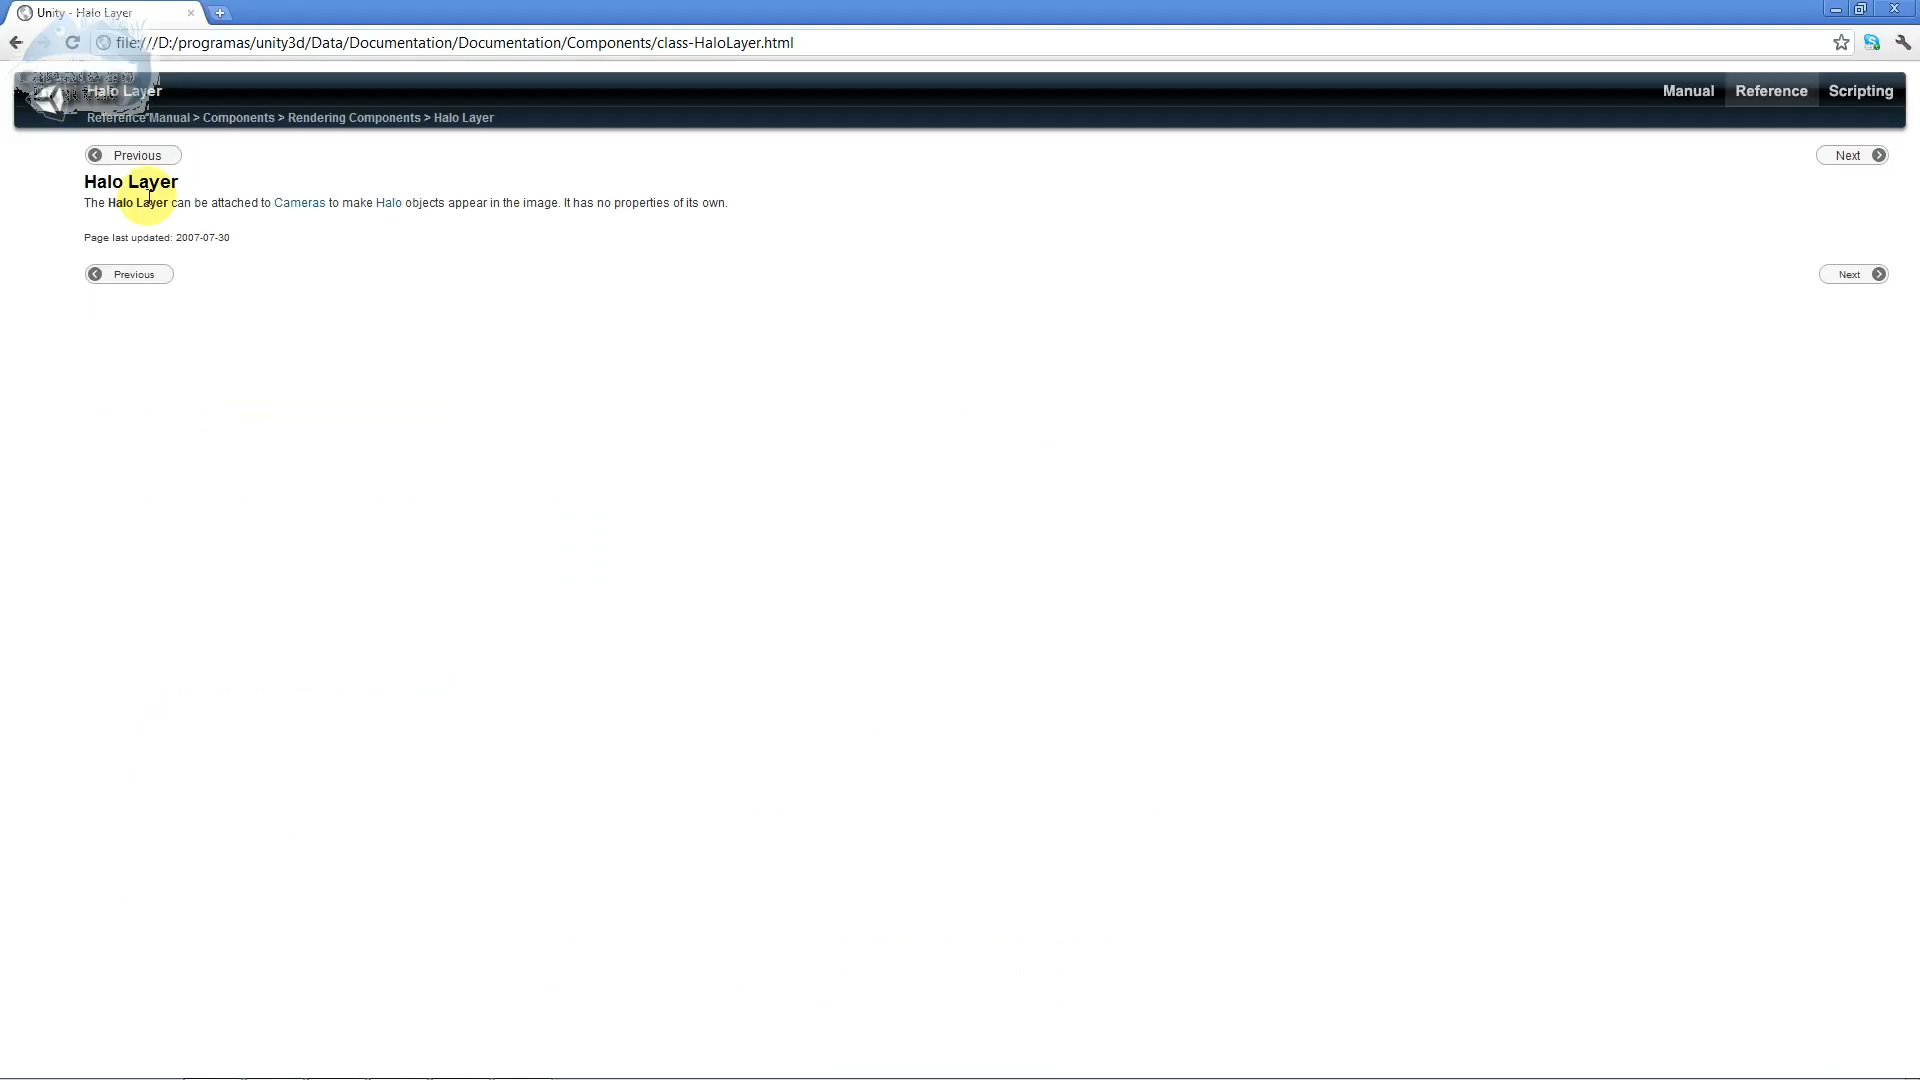 Unity - Halo Layer
file:///D:/programas/unity3d/Data/Documentation/Documentation/Components/class-HaloLayer.html
Halo Layer
Manual
Reference
Scripting
Reference Manual > Components > Rendering Components > Halo Layer
Previous
Next
Halo Layer
The Halo Layer can be attached to Cameras to make Halo objects appear in the image. It has no properties of its own.
Page last updated: 2007-07-30
Previous
Next